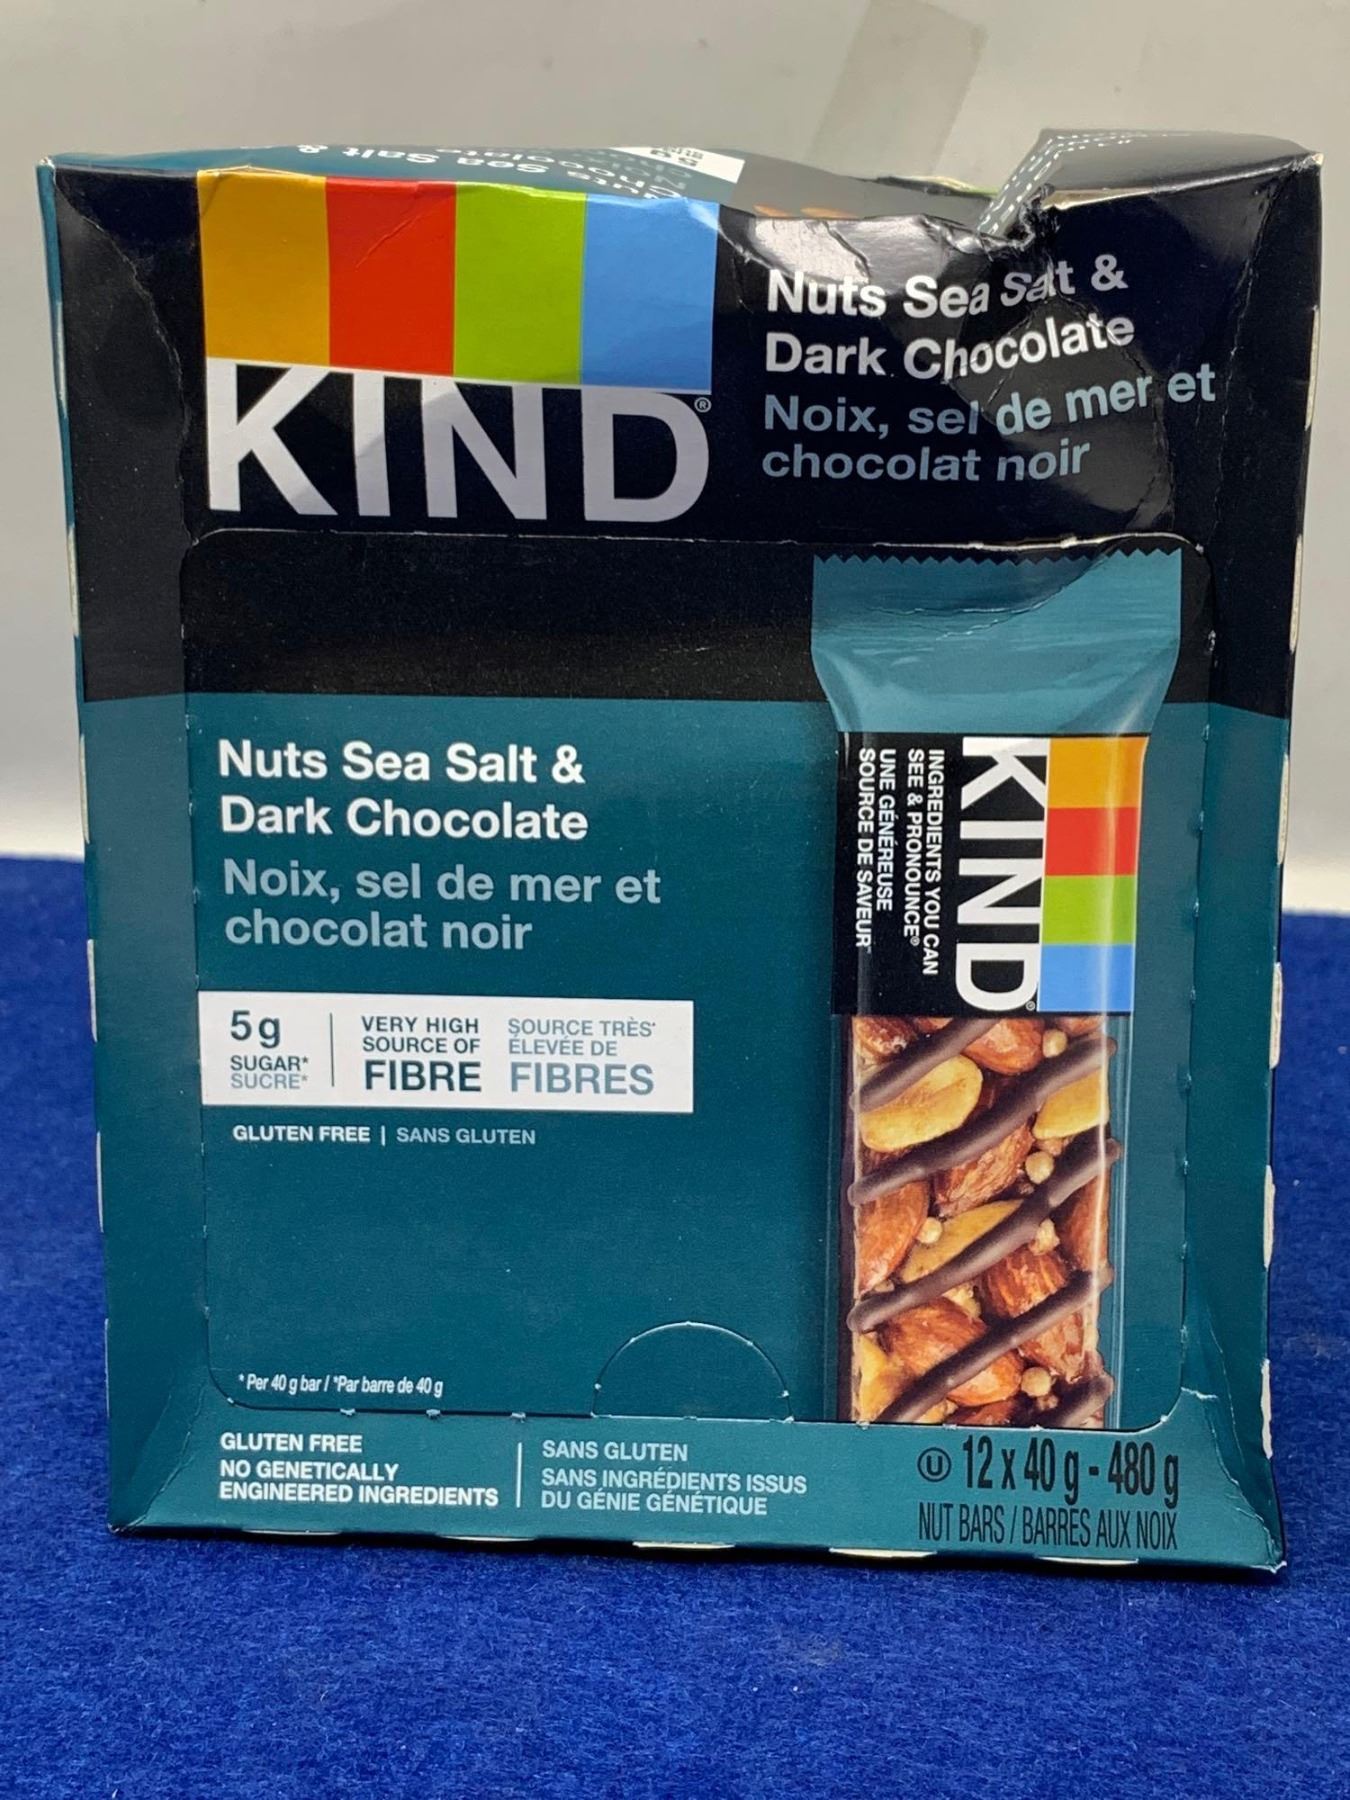 Nuts Sea Salt &
KIND®
Nuts Sea Salt &
Dark Chocolate
Noix, sel de mer et
chocolat noir
Nuts Sea Salt &
Dark Chocolate
Noix, sel de mer et
chocolat noir
5g
SUGAR*
SUCRE*
VERY HIGH
SOURCE OF
FIBRE
SOURCE TRÈS
ÉLEVÉE DE
FIBRES
GLUTEN FREE | SANS GLUTEN
KIND®
INGREDIENTS YOU CAN
SEE & PRONOUNCE®
UNE GÉNÉREUSE
SOURCE DE SAVEUR
* Per 40 g bar / *Par barre de 40 g
GLUTEN FREE
NO GENETICALLY
ENGINEERED INGREDIENTS
SANS GLUTEN
SANS INGRÉDIENTS ISSUS
DU GÉNIE GÉNÉTIQUE
U 12 x 40 g - 480 g
NUT BARS / BARRES AUX NOIX